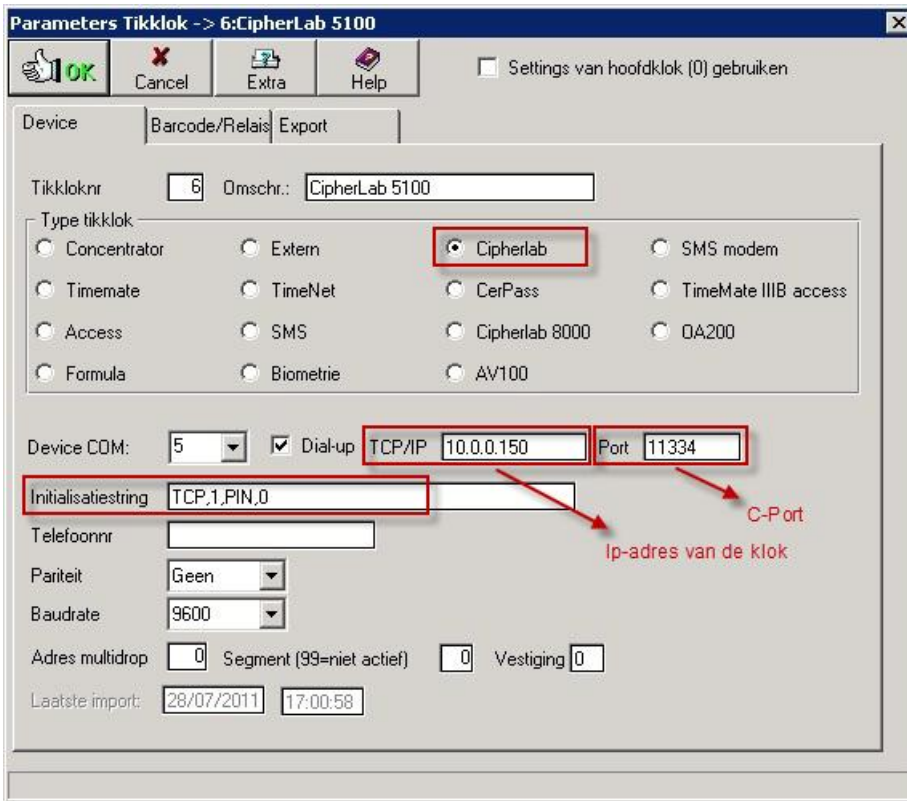 Parameters Tikklok -> 6:CipherLab 5100
OK Cancel Extra Help Settings van hoofdklok (0) gebruiken
Device Barcode/Relais Export
Tikkloknr 6 Omschr.: CipherLab 5100
Type tikklok
Concentrator Extern Cipherlab SMS modem
Timemate TimeNet CerPass TimeMate IIIB access
Access SMS Cipherlab 8000 OA200
Formula Biometrie AV100
Device COM: 5 Dial-up TCP/IP 10.0.0.150 Port 11334
Initialisatiestring TCP,1,PIN,0
C-Port
Telefoonnr
Ip-adres van de klok
Pariteit Geen
Baudrate 9600
Adres multidrop 0 Segment (99=niet actief) 0 Vestiging 0
Laatste import: 28/07/2011 17:00:58